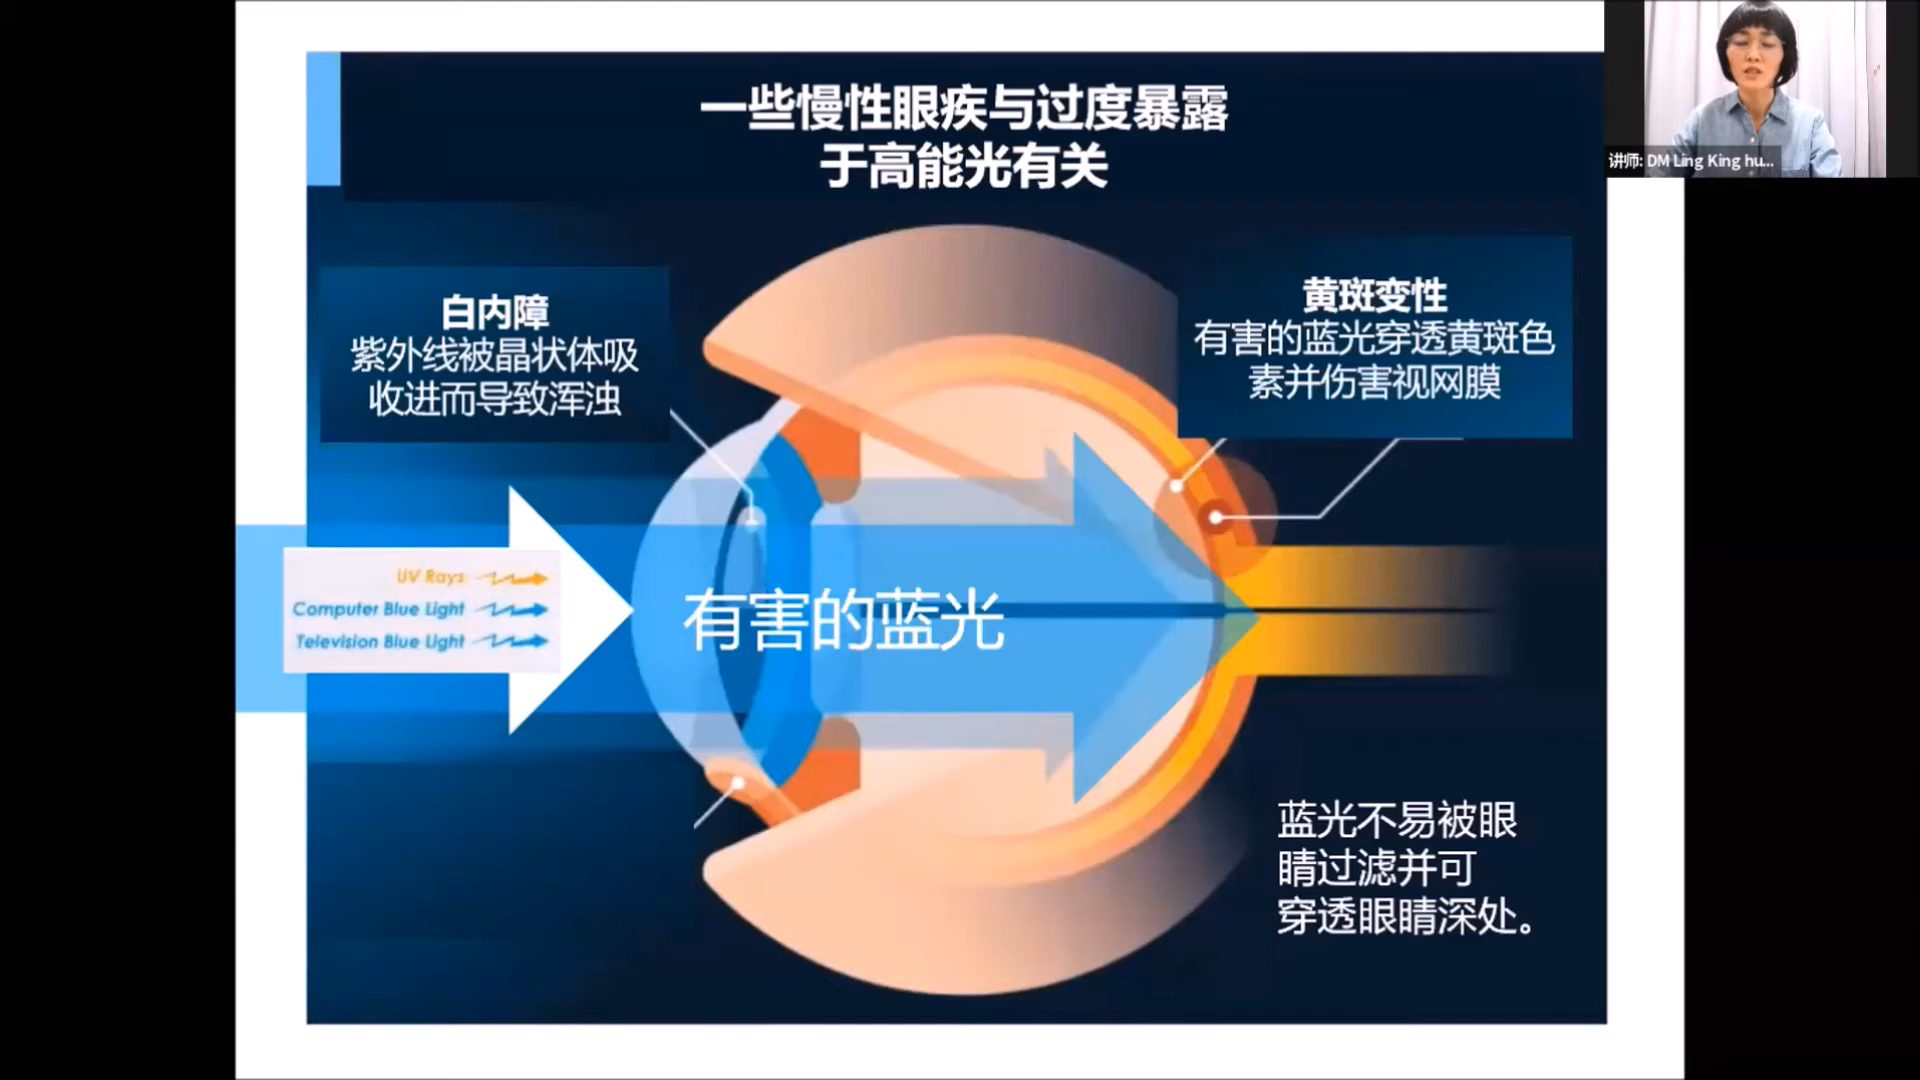 一些慢性眼疾与过度暴露
于高能光有关
讲师: DM Ling King hu...
白内障
紫外线被晶状体吸
收进而导致浑浊
黄斑变性
有害的蓝光穿透黄斑色
素并伤害视网膜
UV Rays
Computer Blue Light
Television Blue Light
有害的蓝光
蓝光不易被眼
睛过滤并可
穿透眼睛深处。